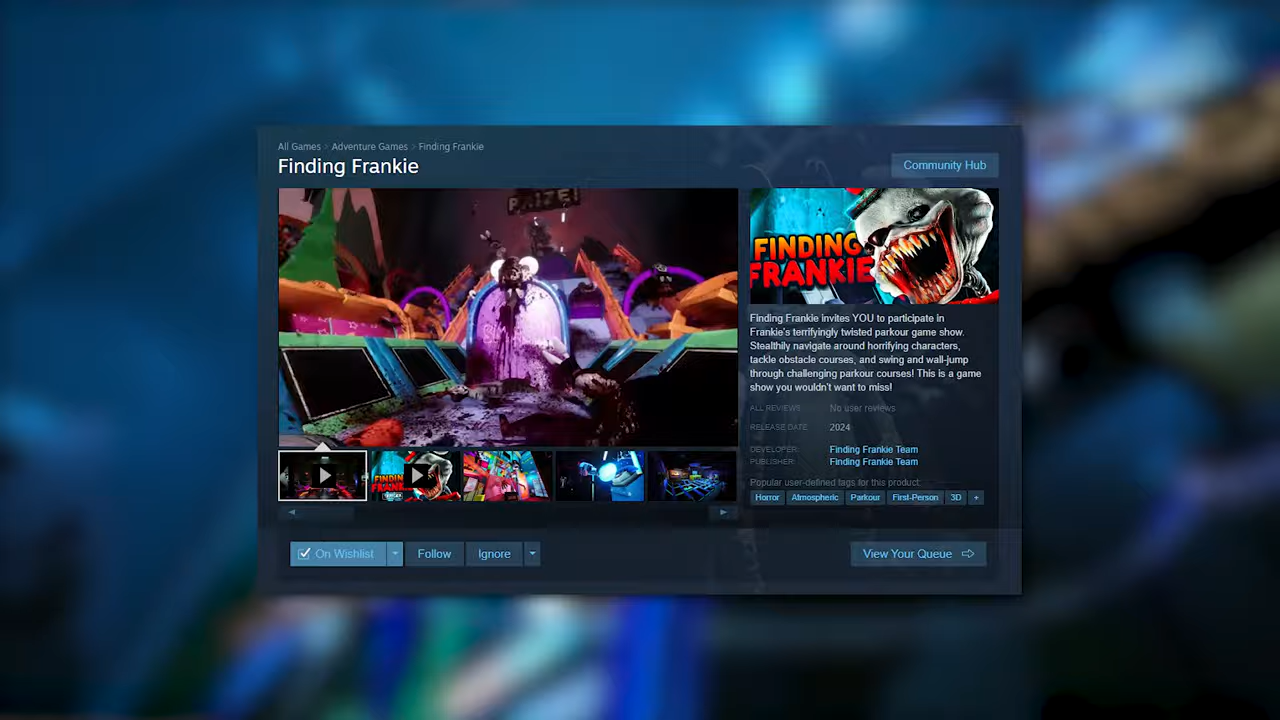 All Games > Adventure Games > Finding Frankie
Finding Frankie
Community Hub
PRIZE!
FINDING
FRANKIE
Finding Frankie invites YOU to participate in
Frankie's terrifyingly twisted parkour game show.
Stealthily navigate around horrifying characters,
tackle obstacle courses, and swing and wall-jump
through challenging parkour courses! This is a game
show you wouldn't want to miss!
ALL REVIEWS: No user reviews
RELEASE DATE: 2024
DEVELOPER: Finding Frankie Team
PUBLISHER: Finding Frankie Team
Popular user-defined tags for this product:
Horror Atmospheric Parkour First-Person 3D +
FINDING
FRANKIE
On Wishlist
Follow
Ignore
View Your Queue